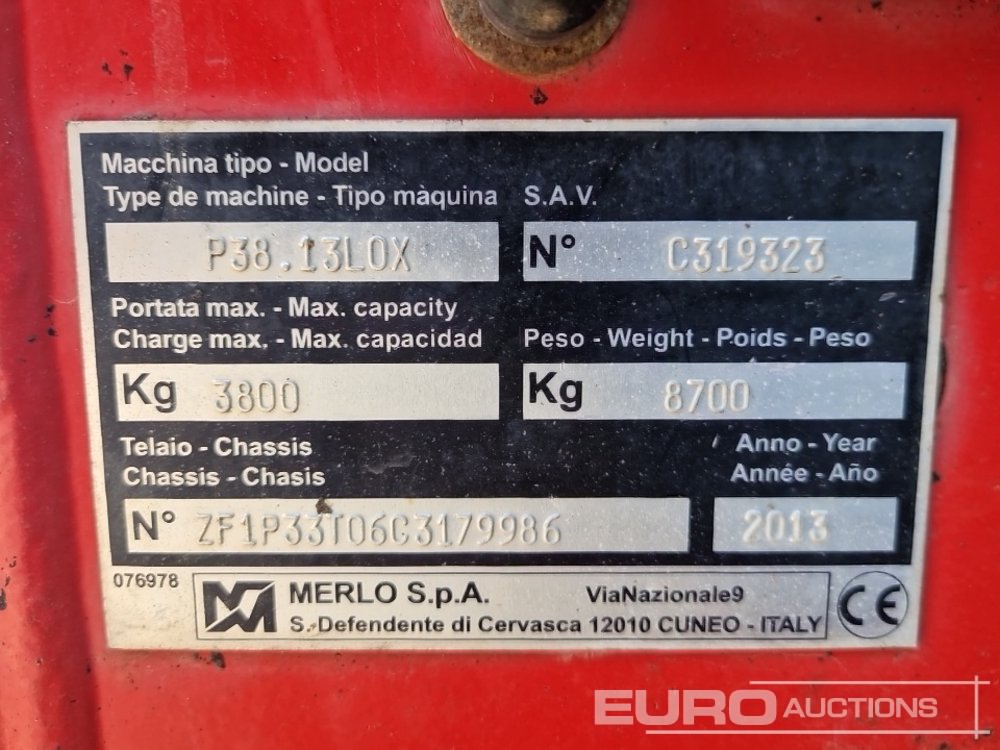 Macchina tipo - Model
Type de machine - Tipo màquina
S.A.V.
P38.13LOX
N° C319323
Portata max. - Max. capacity
Charge max. - Max. capacidad
Peso - Weight - Poids - Peso
Kg 3800
Kg 8700
Telaio - Chassis
Chassis - Chasis
Anno - Year
Année - Año
N° ZF1P33T06C3179986
2013
076978
MERLO S.p.A.
ViaNazionale9
S. Defendente di Cervasca 12010 CUNEO - ITALY
CE
EURO AUCTIONS